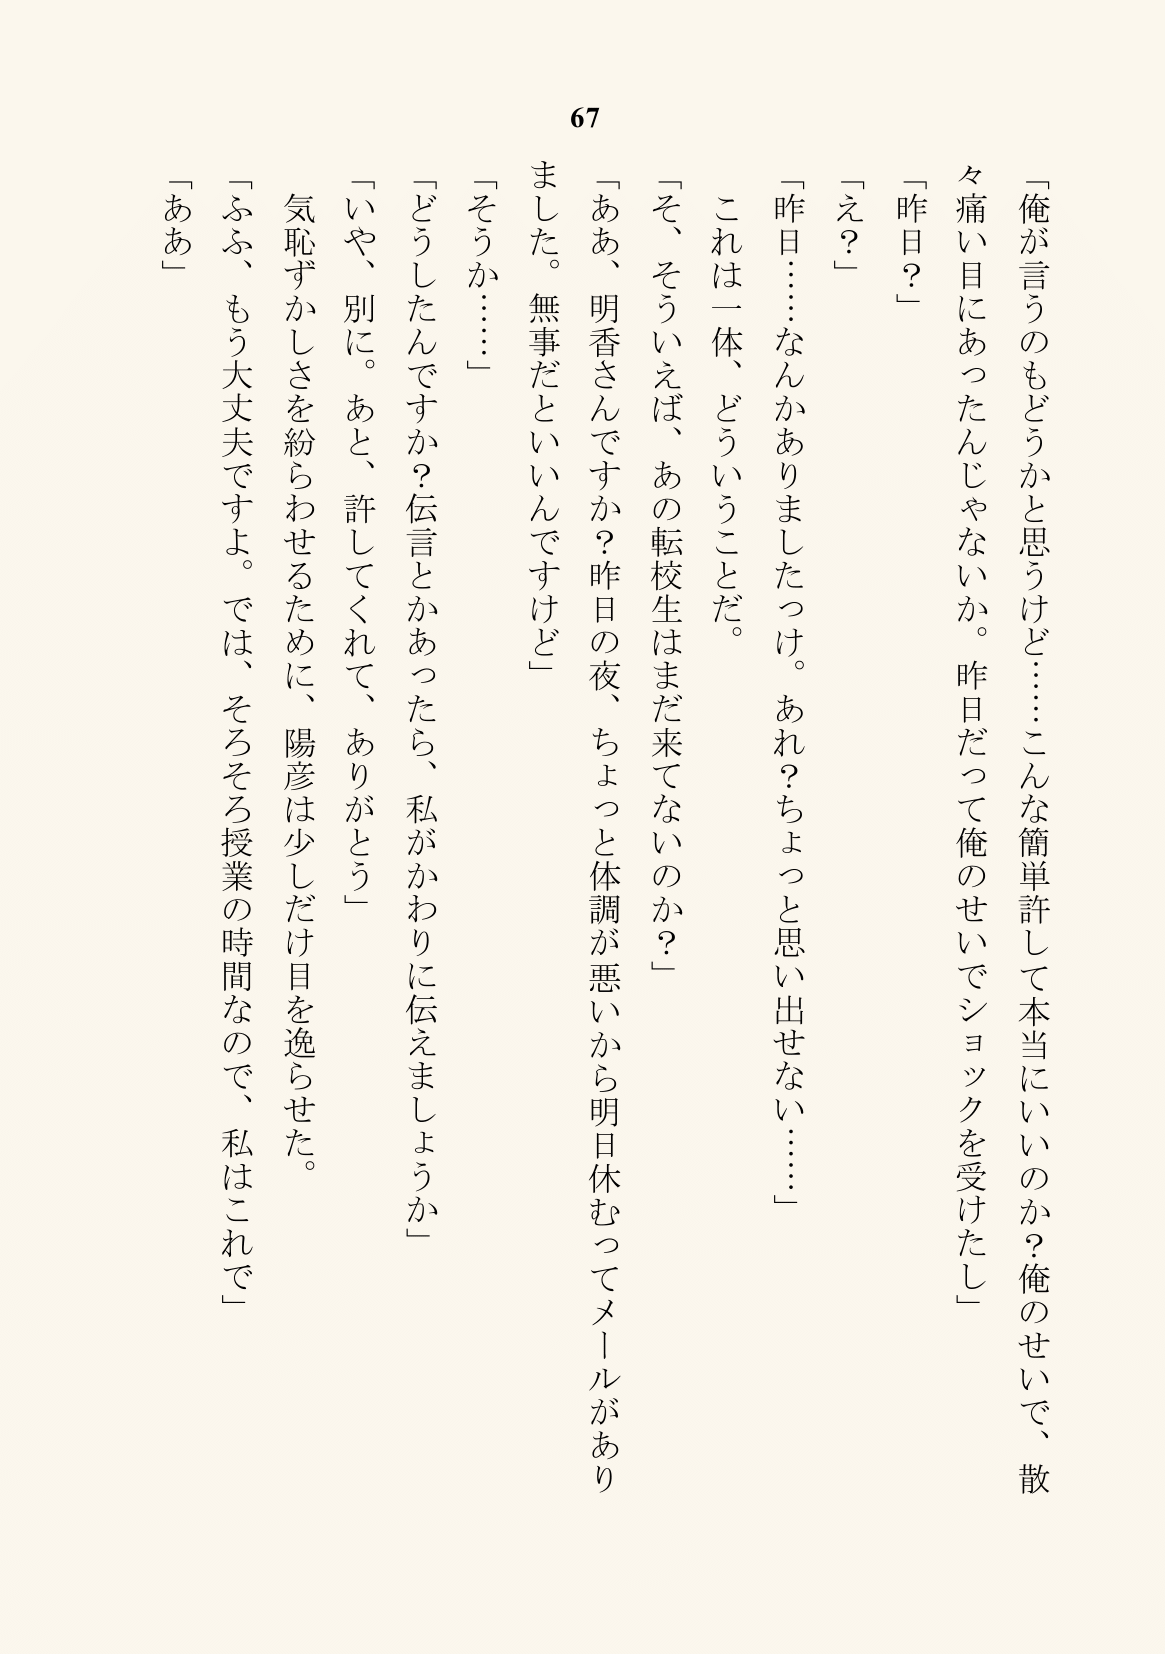 67
「俺が言うのもどうかと思うけど……こんな簡単許して本当にいいのか？俺のせいで、散
々痛い目にあったんじゃないか。昨日だって俺のせいでショックを受けたし」
「昨日？」
「え？」
「昨日……なんかありましたっけ。あれ？ちょっと思い出せない……」
　これは一体、どういうことだ。
「そ、そういえば、あの転校生はまだ来てないのか？」
「ああ、明香さんですか？昨日の夜、ちょっと体調が悪いから明日休むってメールがあり
ました。無事だといいんですけど」
「そうか……」
「どうしたんですか？伝言とかあったら、私がかわりに伝えましょうか」
「いや、別に。あと、許してくれて、ありがとう」
　気恥ずかしさを紛らわせるために、陽彦は少しだけ目を逸らせた。
「ふふ、もう大丈夫ですよ。では、そろそろ授業の時間なので、私はこれで」
「ああ」